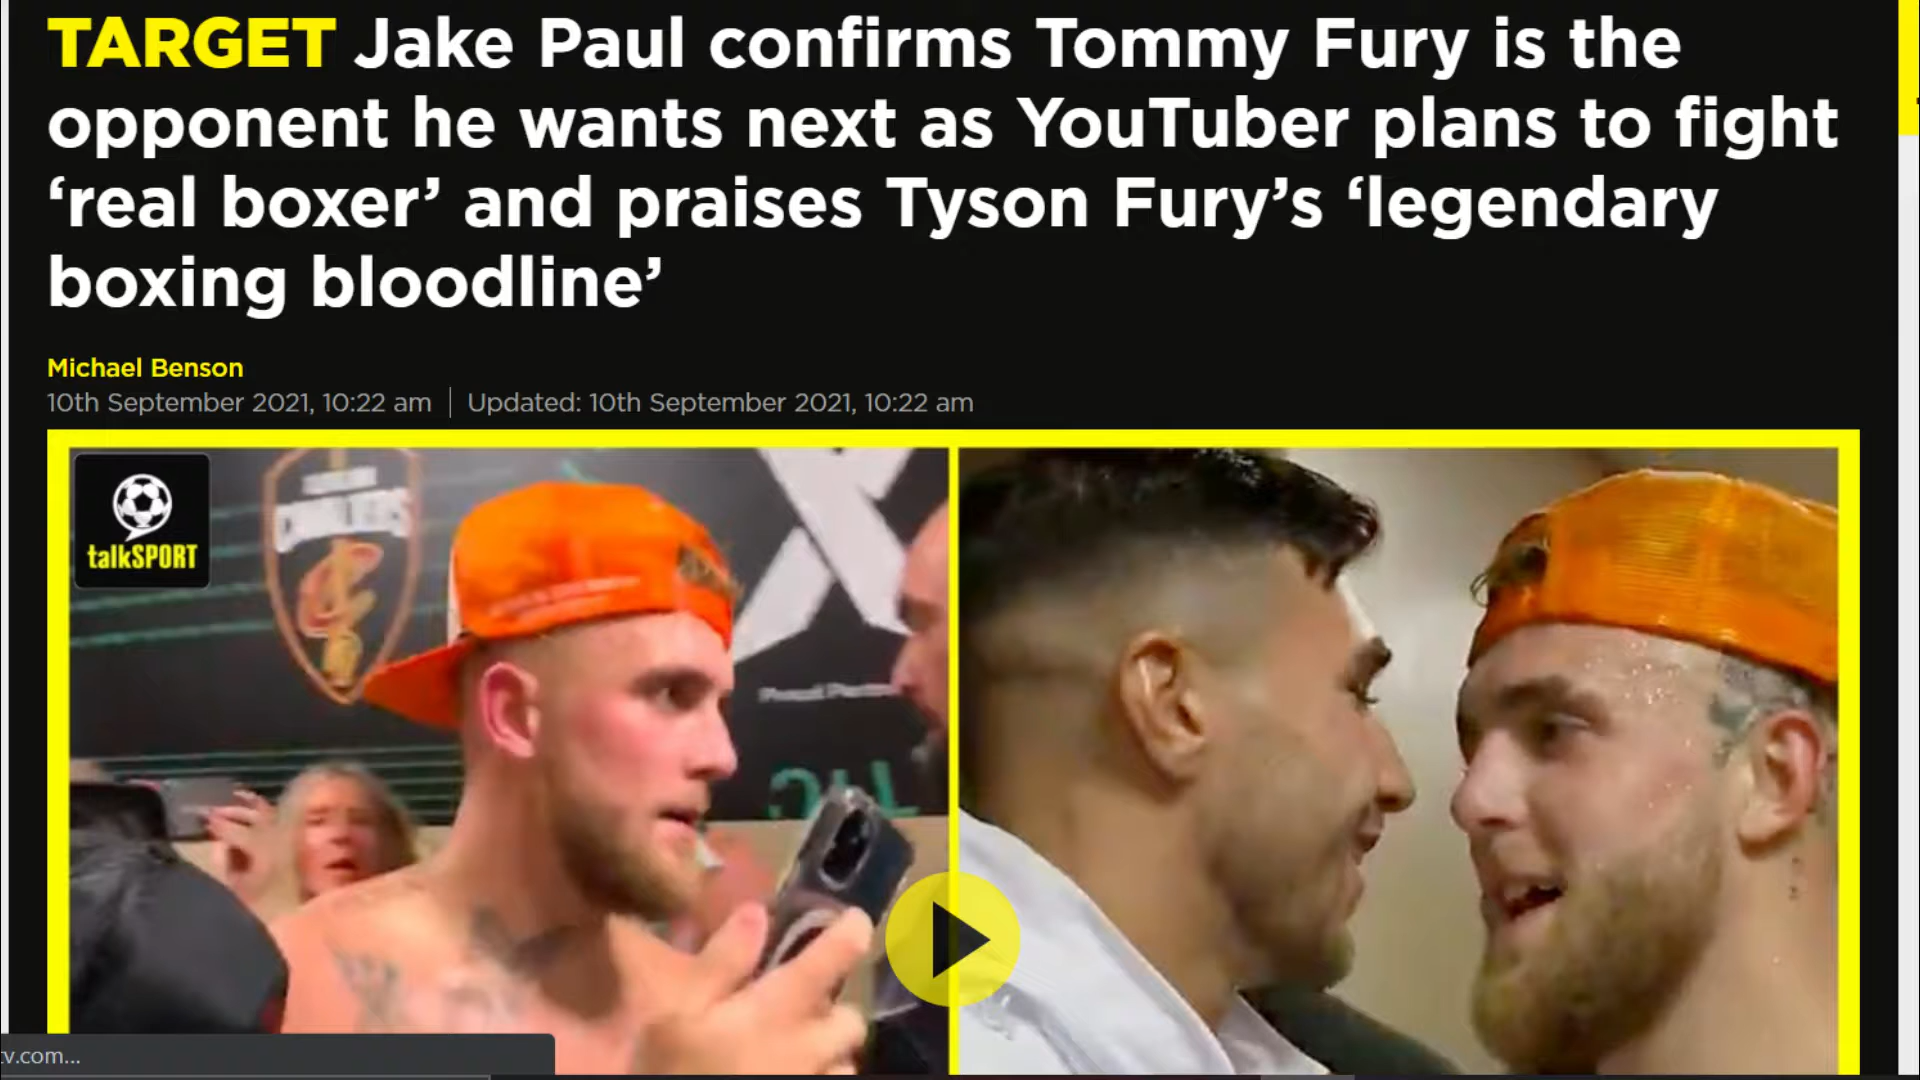 TARGET Jake Paul confirms Tommy Fury is the
opponent he wants next as YouTuber plans to fight
‘real boxer’ and praises Tyson Fury’s ‘legendary
boxing bloodline’
Michael Benson
10th September 2021, 10:22 am | Updated: 10th September 2021, 10:22 am
talkSPORT
v.com...